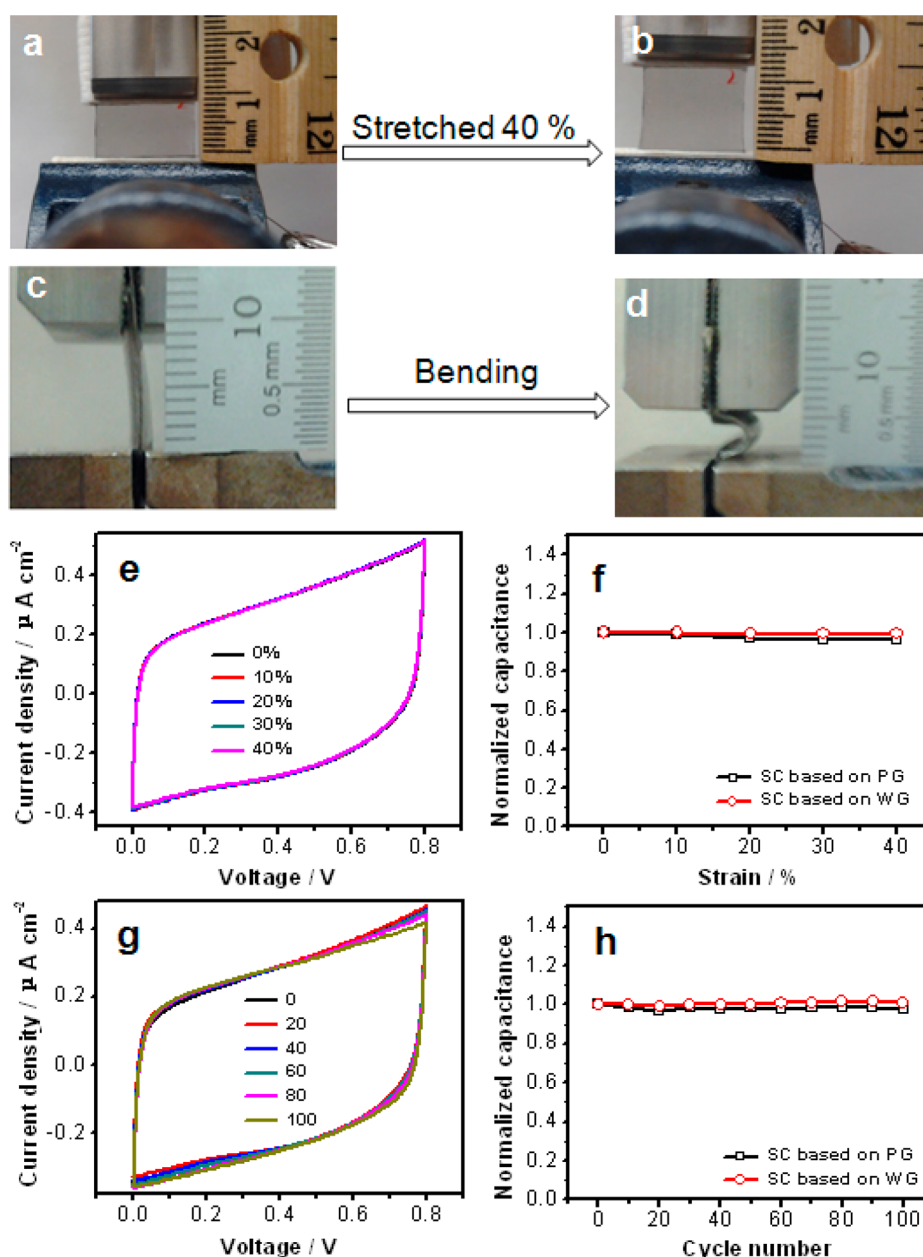 a
2
1
mm
12
Stretched 40 %
b
2
1
mm
12
c
10
mm
0.5 mm
Bending
d
10
mm
0.5 mm
e
Current density / μ A cm-2
0.4
0.2
0.0
-0.2
-0.4
0%
10%
20%
30%
40%
0.0 0.2 0.4 0.6 0.8
Voltage / V
f
Normalized capacitance
1.4
1.2
1.0
0.8
0.6
0.4
0.2
0.0
SC based on PG
SC based on WG
0 10 20 30 40
Strain / %
g
Current density / μ A cm-2
0.4
0.2
0.0
-0.2
0
20
40
60
80
100
0.0 0.2 0.4 0.6 0.8
Voltage / V
h
Normalized capacitance
1.4
1.2
1.0
0.8
0.6
0.4
0.2
0.0
SC based on PG
SC based on WG
0 20 40 60 80 100
Cycle number